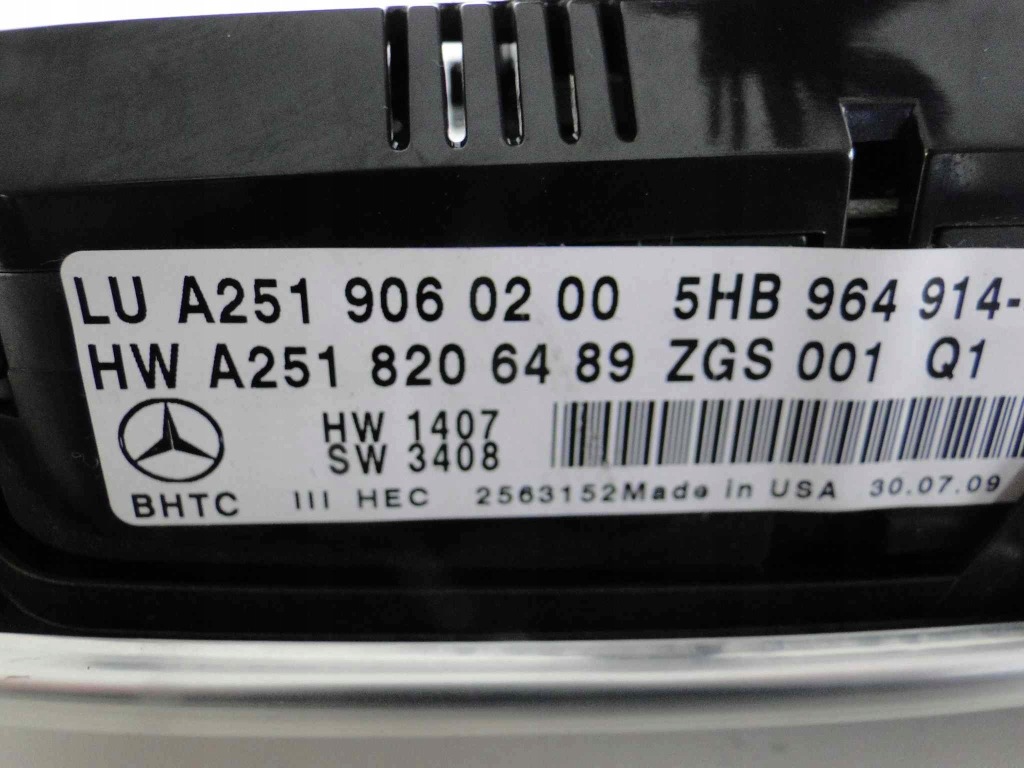 LU A251 906 02 00 5HB 964 914-
HW A251 820 64 89 ZGS 001 Q1
HW 1407
SW 3408
BHTC III HEC 2563152Made in USA 30.07.09